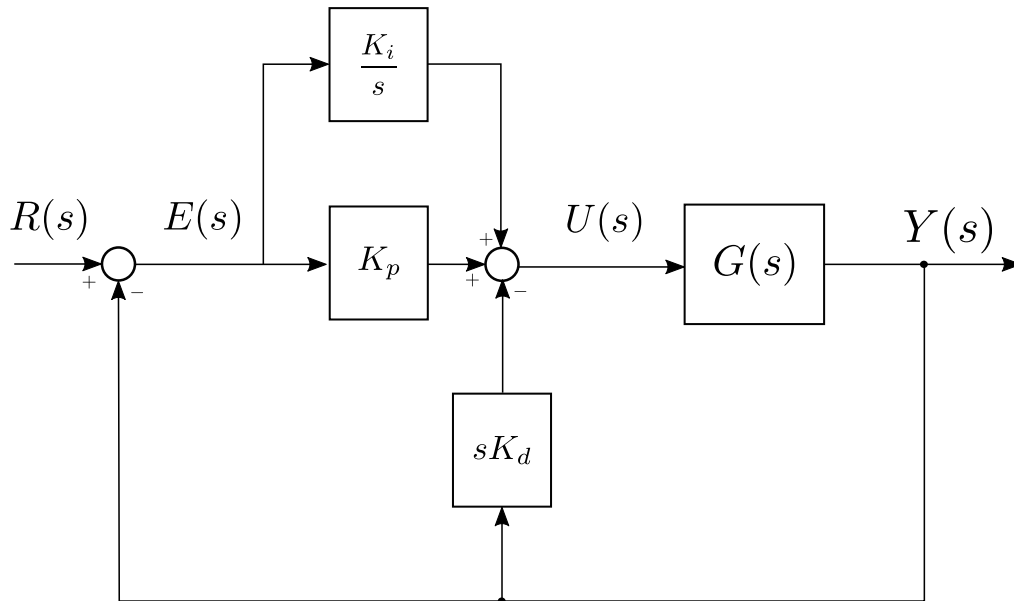 K_i
s
R(s)
E(s)
K_p
+
+
U(s)
G(s)
Y(s)
+
−
−
sK_d